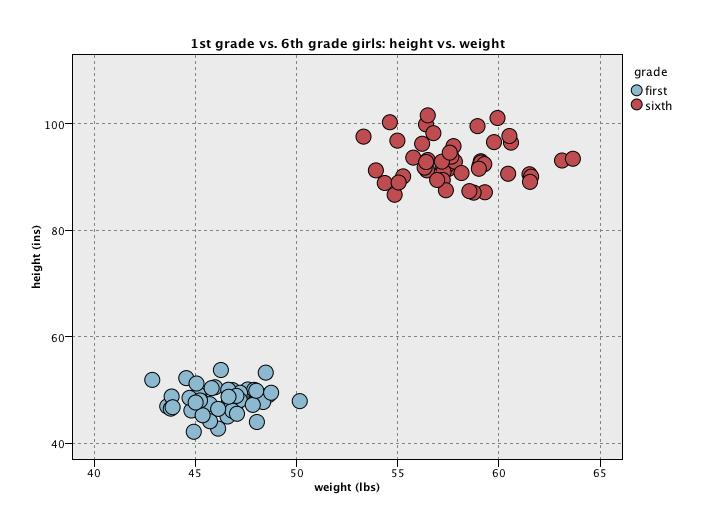 1st grade vs. 6th grade girls: height vs. weight
grade
first
sixth
height (ins)
100
80
60
40
40 45 50 55 60 65
weight (lbs)